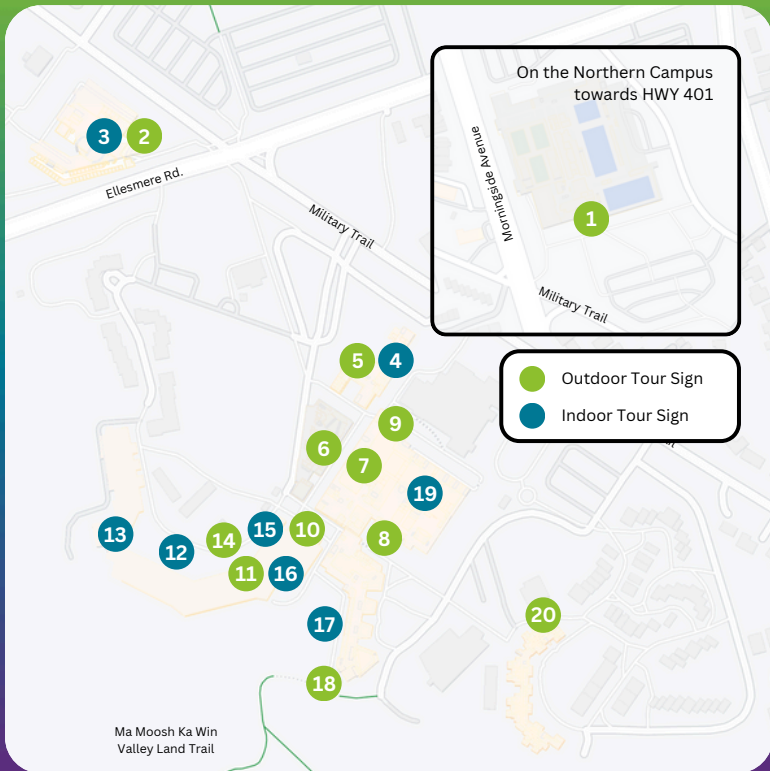 On the Northern Campus
towards HWY 401
Morningside Avenue
1
Military Trail
3
2
Ellesmere Rd.
Military Trail
Outdoor Tour Sign
Indoor Tour Sign
5
4
9
6
7
19
13
12
14
15
10
8
11
16
17
20
18
Ma Moosh Ka Win
Valley Land Trail